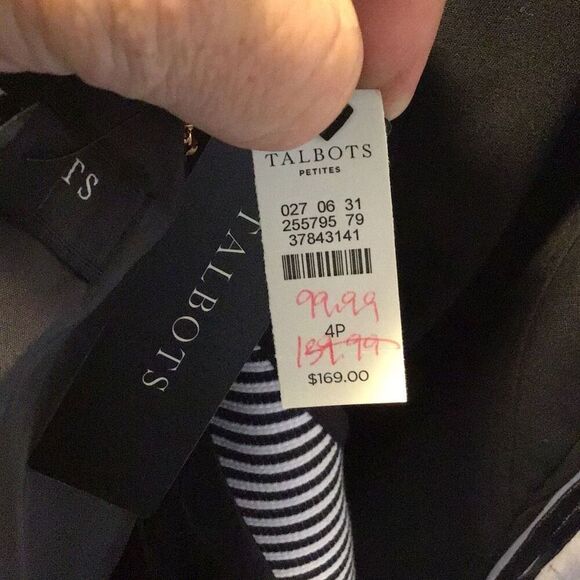 TS
TALBOTS
TALBOTS
PETITES
027 06 31
255795 79
37843141
99.99
4P
$169.00